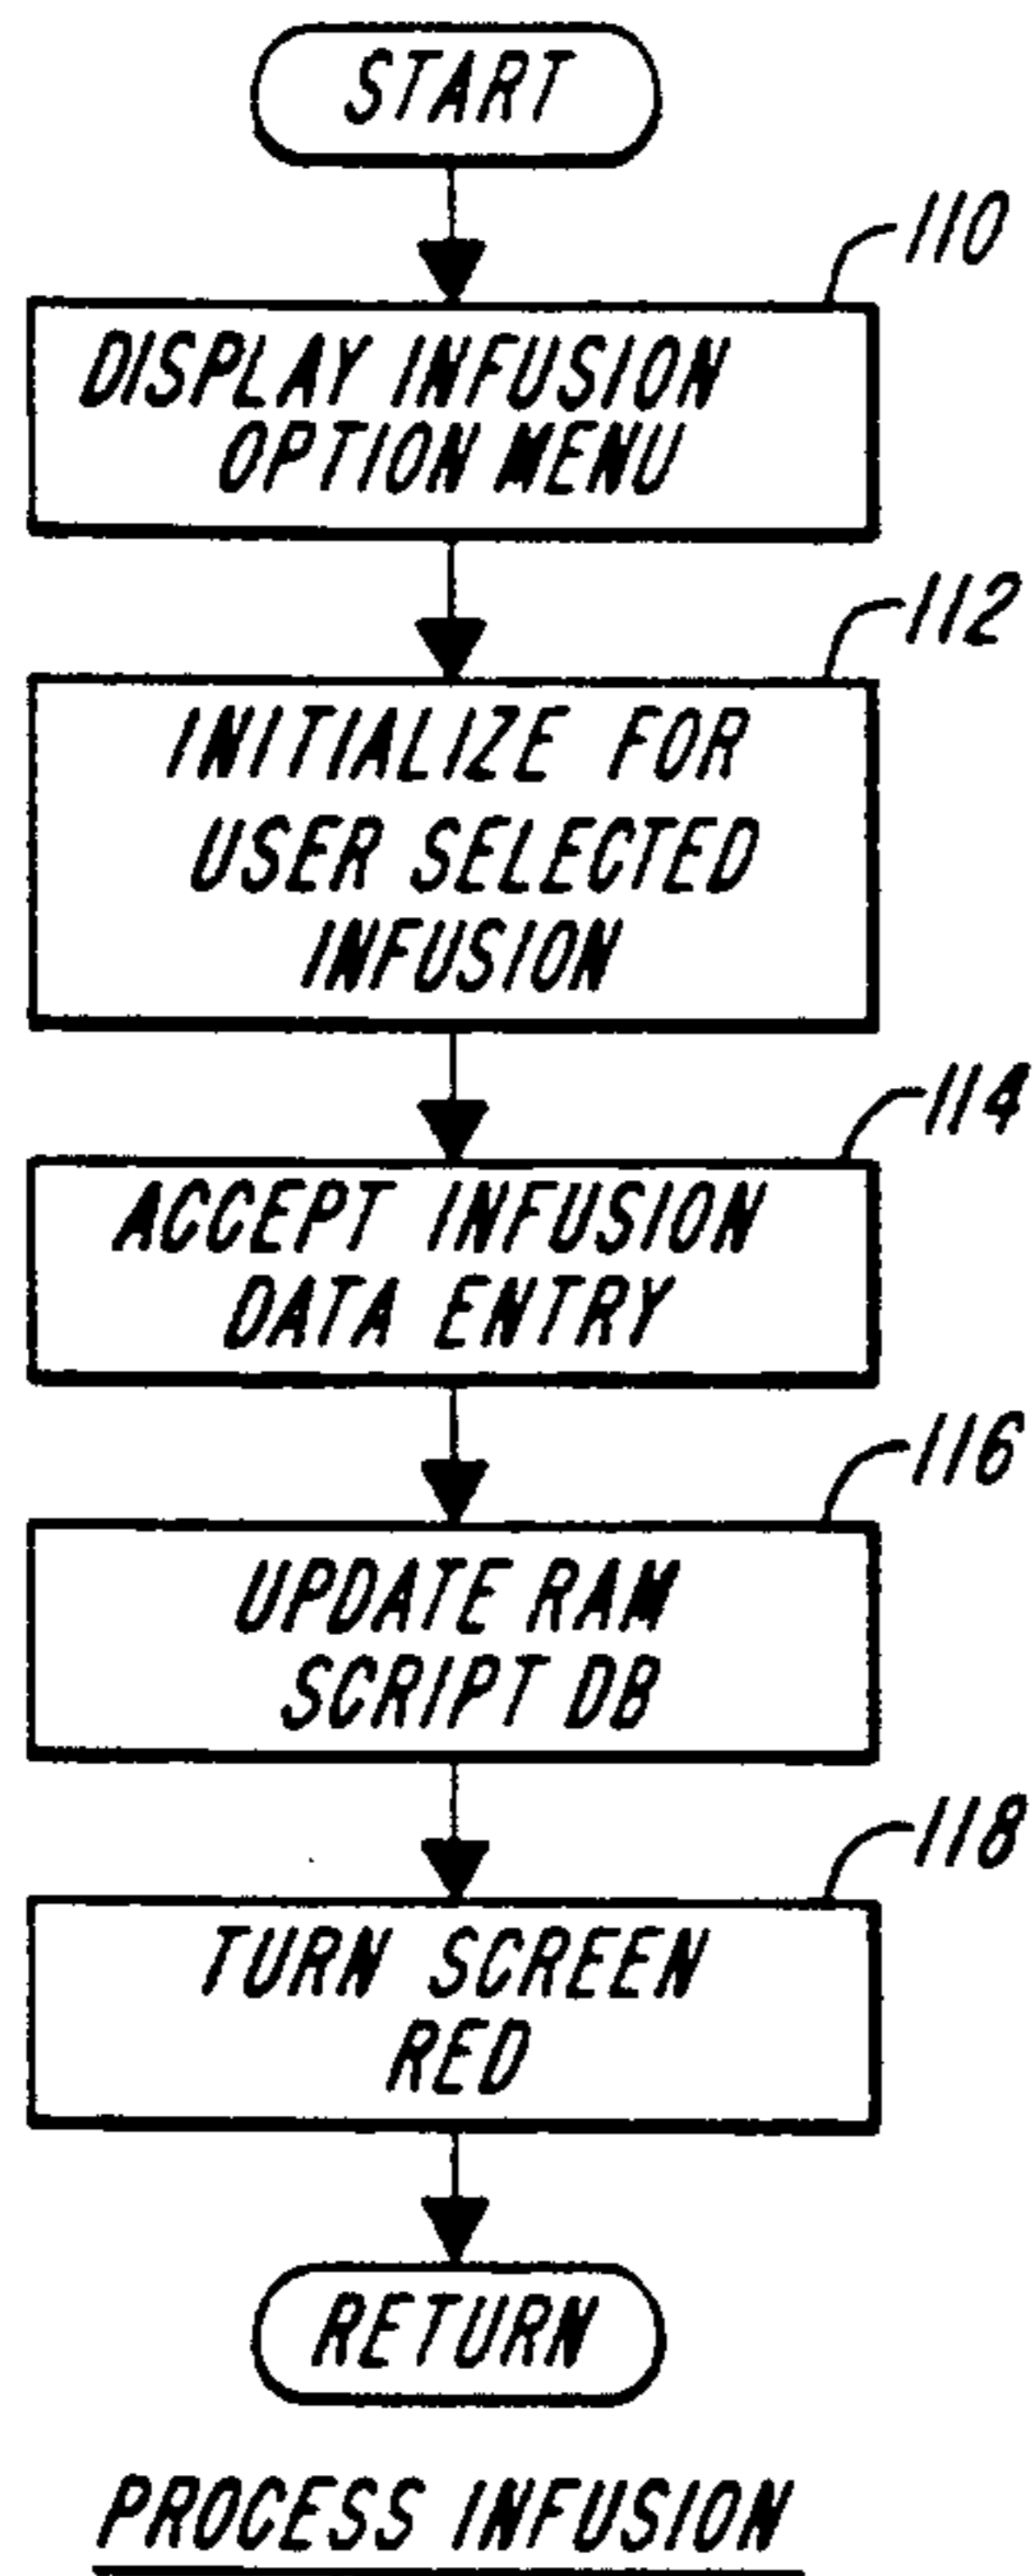 START
110
DISPLAY INFUSION
OPTION MENU
112
INITIALIZE FOR
USER SELECTED
INFUSION
114
ACCEPT INFUSION
DATA ENTRY
116
UPDATE RAM
SCRIPT DB
118
TURN SCREEN
RED
RETURN
PROCESS INFUSION